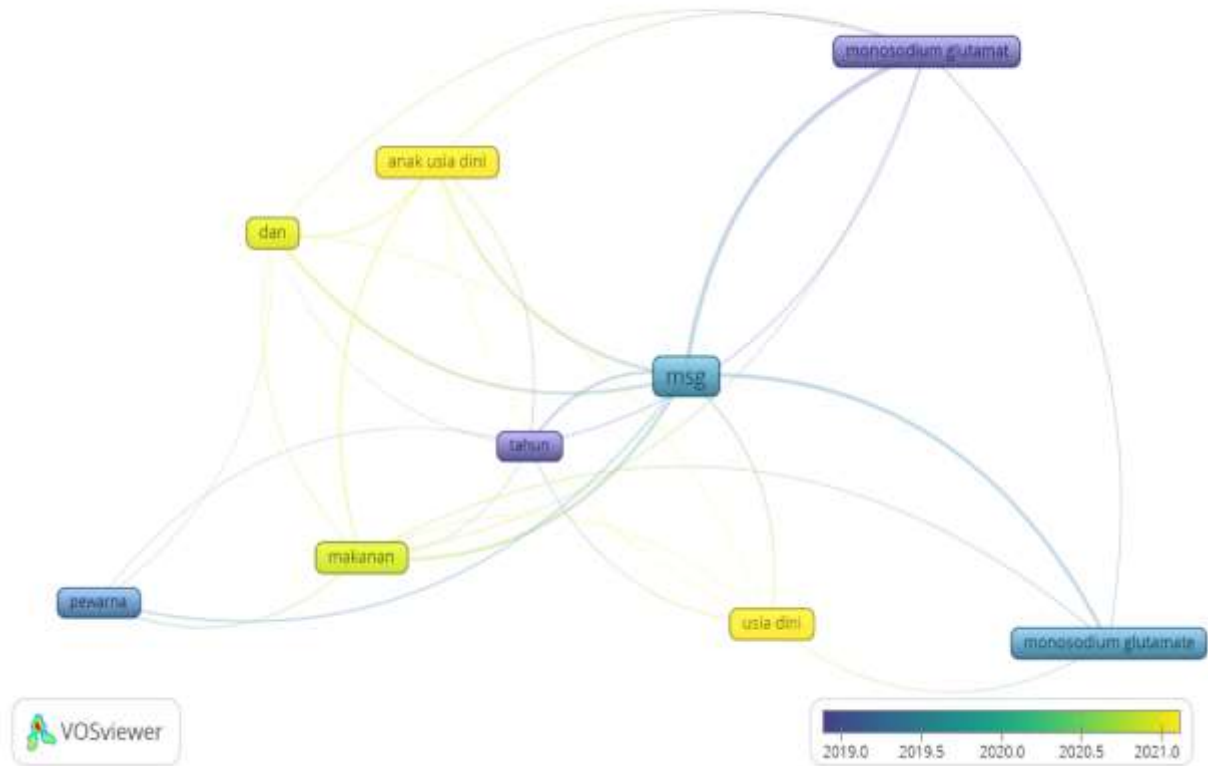 monosodium glutamat
anak usia dini
dan
msg
tahun
makanan
pewarna
usia dini
monosodium glutamate
VOSviewer
2019.0 2019.5 2020.0 2020.5 2021.0